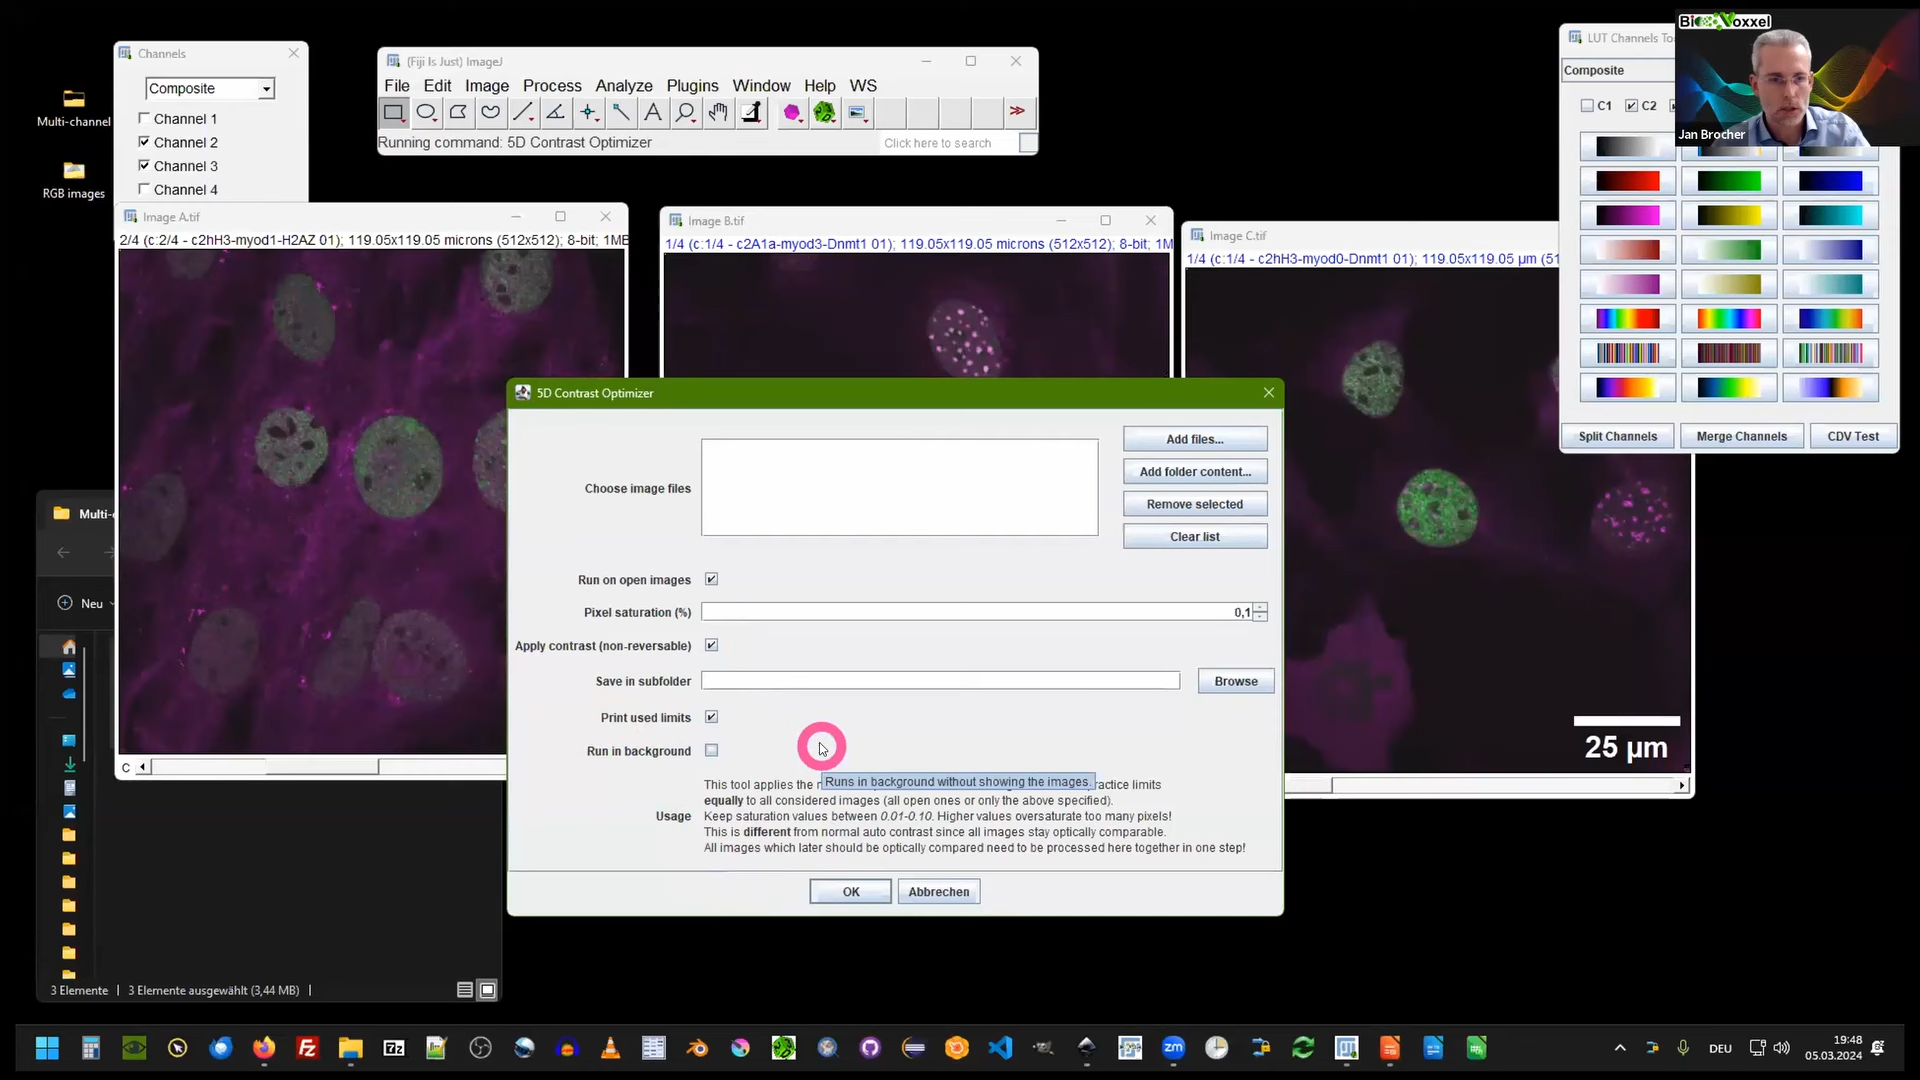 Bio Voxxel
Jan Brocher
Multi-channel
RGB images
Channels
Composite
Channel 1
Channel 2
Channel 3
Channel 4
(Fiji Is Just) ImageJ
File Edit Image Process Analyze Plugins Window Help WS
Running command: 5D Contrast Optimizer
Click here to search
LUT Channels To
Composite
C1 C2
Split Channels
Merge Channels
CDV Test
Image A.tif
2/4 (c:2/4 - c2hH3-myod1-H2AZ 01); 119.05x119.05 microns (512x512); 8-bit; 1MB
C
Image B.tif
1/4 (c:1/4 - c2A1a-myod3-Dnmt1 01); 119.05x119.05 microns (512x512); 8-bit; 1M
Image C.tif
1/4 (c:1/4 - c2hH3-myod0-Dnmt1 01); 119.05x119.05 µm (51
25 µm
5D Contrast Optimizer
Choose image files
Add files...
Add folder content...
Remove selected
Clear list
Run on open images
Pixel saturation (%)
0,1
Apply contrast (non-reversable)
Save in subfolder
Browse
Print used limits
Run in background
Runs in background without showing the images.
This tool applies the ractice limits
equally to all considered images (all open ones or only the above specified).
Usage
Keep saturation values between 0.01-0.10. Higher values oversaturate too many pixels!
This is different from normal auto contrast since all images stay optically comparable.
All images which later should be optically compared need to be processed here together in one step!
OK
Abbrechen
Multi-
Neu
3 Elemente
3 Elemente ausgewählt (3,44 MB)
Fz
7z
zm
DEU
19:48
05.03.2024